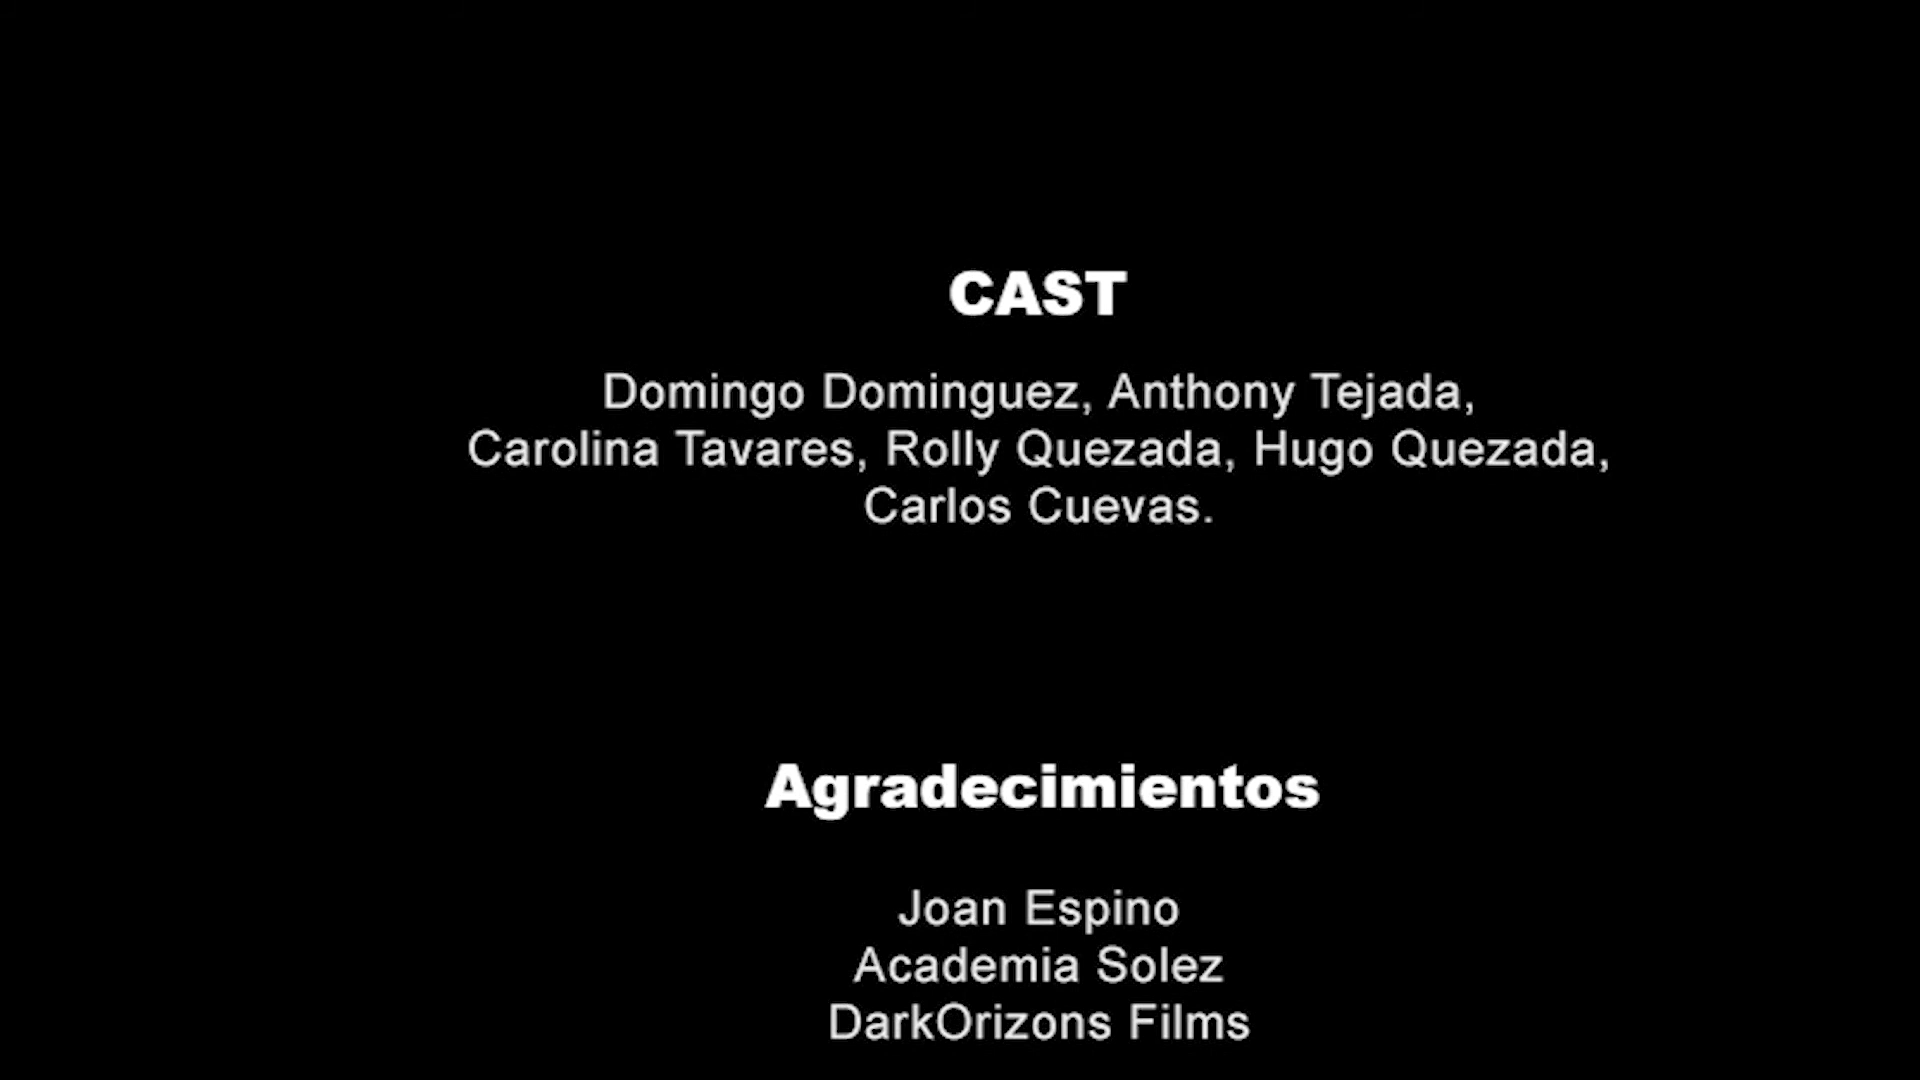 CAST
Domingo Dominguez, Anthony Tejada,
Carolina Tavares, Rolly Quezada, Hugo Quezada,
Carlos Cuevas.
Agradecimientos
Joan Espino
Academia Solez
DarkOrizons Films